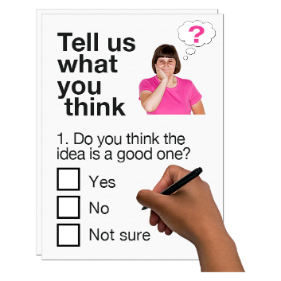 Tell us
what
you
think
?
1. Do you think the
idea is a good one?
Yes
No
Not sure